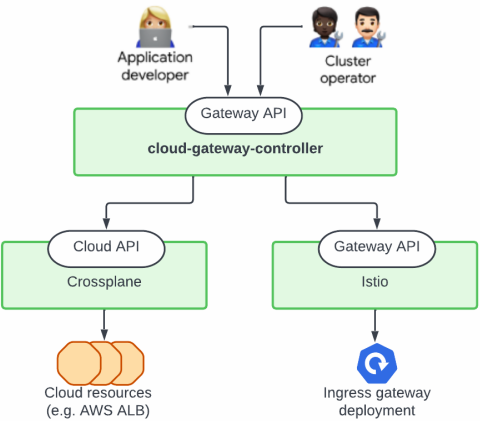 Application
developer
Cluster
operator
Gateway API
cloud-gateway-controller
Cloud API
Crossplane
Gateway API
Istio
Cloud resources
(e.g. AWS ALB)
Ingress gateway
deployment